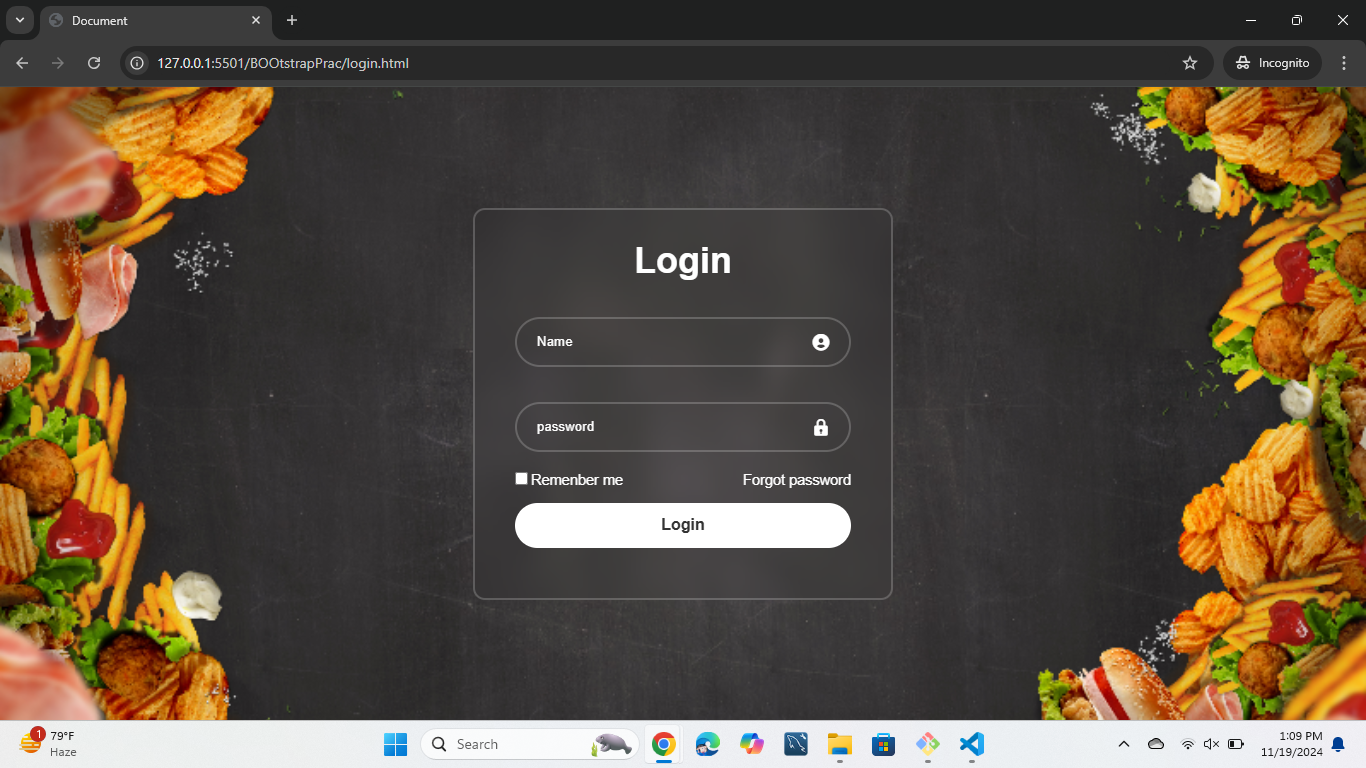 Document
127.0.0.1:5501/BOOtstrapPrac/login.html
Incognito
Login
Name
password
Remenber me
Forgot password
Login
1
79°F
Haze
Search
1:09 PM
11/19/2024